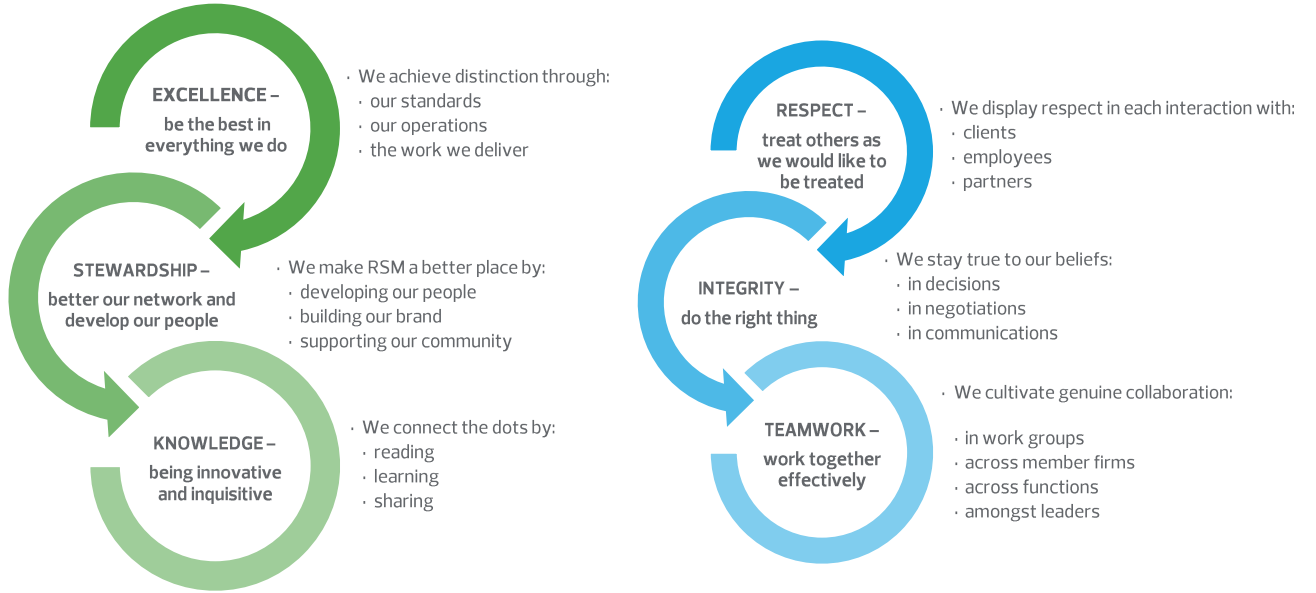 EXCELLENCE –
be the best in
everything we do
· We achieve distinction through:
· our standards
· our operations
· the work we deliver
STEWARDSHIP –
better our network and
develop our people
· We make RSM a better place by:
· developing our people
· building our brand
· supporting our community
KNOWLEDGE –
being innovative
and inquisitive
· We connect the dots by:
· reading
· learning
· sharing
RESPECT –
treat others as
we would like to
be treated
· We display respect in each interaction with:
· clients
· employees
· partners
INTEGRITY –
do the right thing
· We stay true to our beliefs:
· in decisions
· in negotiations
· in communications
TEAMWORK –
work together
effectively
· We cultivate genuine collaboration:
· in work groups
· across member firms
· across functions
· amongst leaders